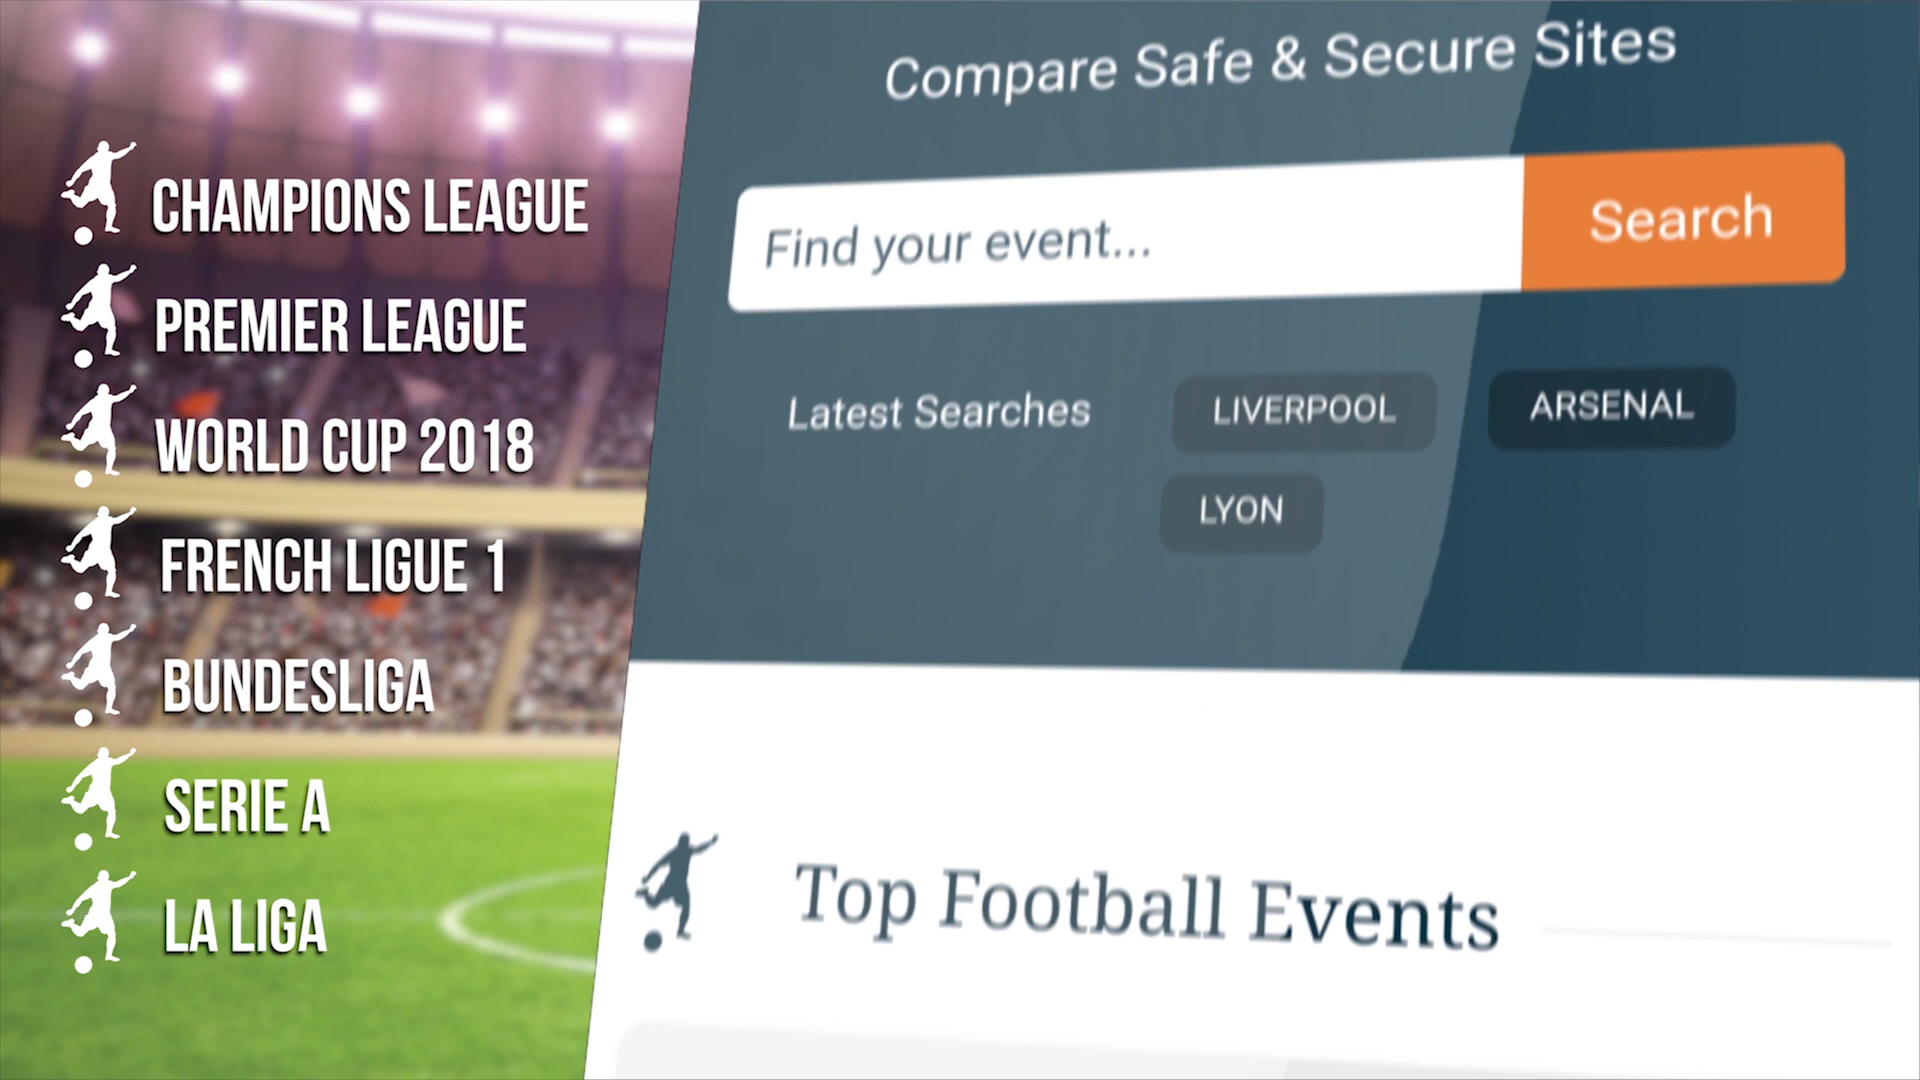 CHAMPIONS LEAGUE
PREMIER LEAGUE
WORLD CUP 2018
FRENCH LIGUE 1
BUNDESLIGA
SERIE A
LA LIGA
Compare Safe & Secure Sites
Find your event...
Search
Latest Searches
LIVERPOOL
ARSENAL
LYON
Top Football Events